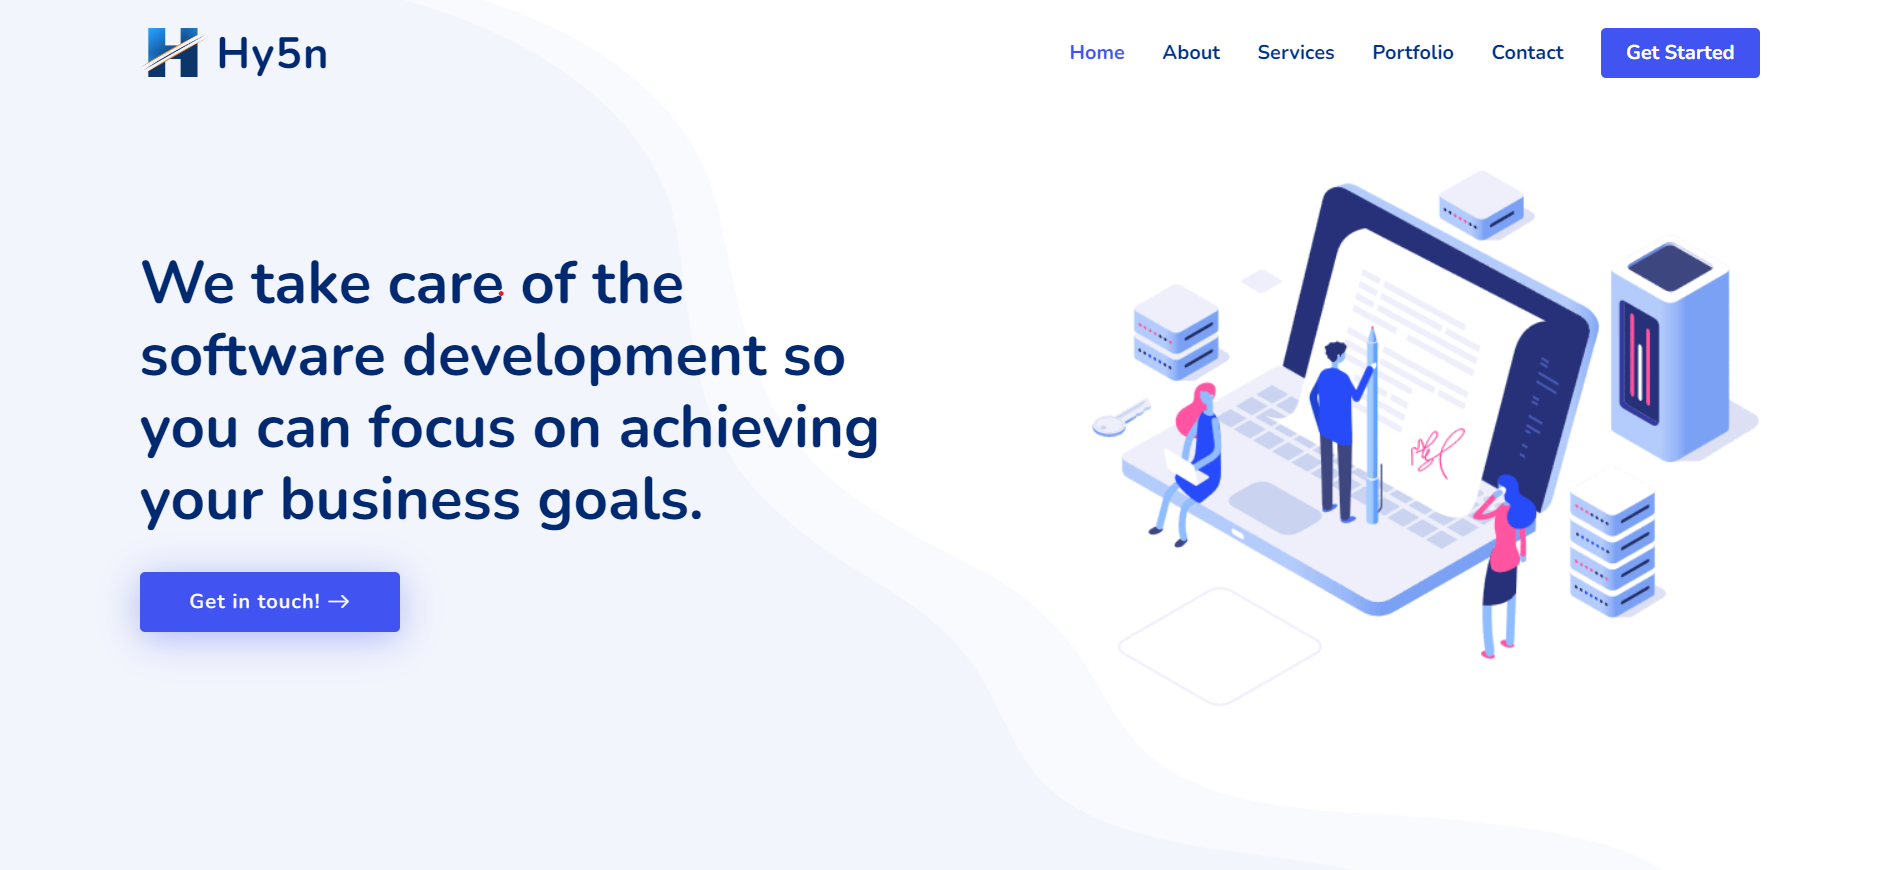 Hy5n
Home About Services Portfolio Contact Get Started
We take care of the
software development so
you can focus on achieving
your business goals.
Get in touch! →